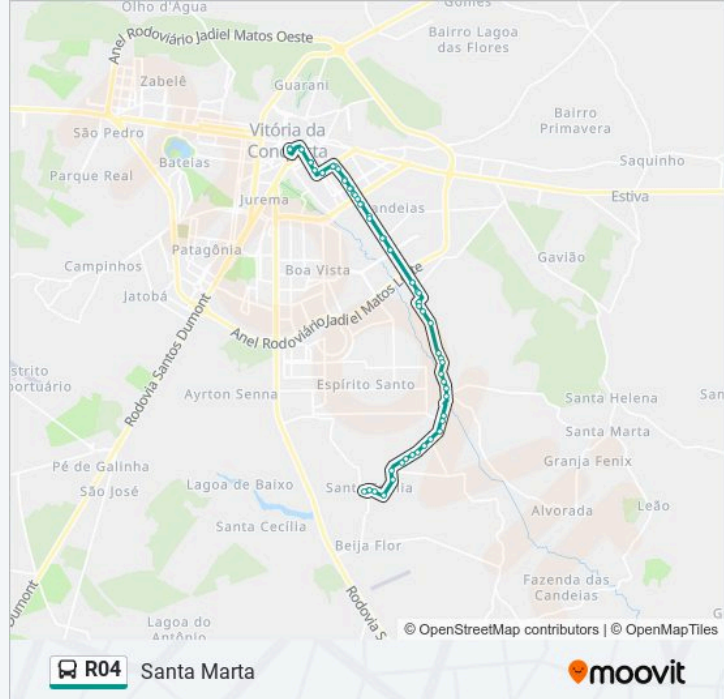 Olho d'Água
Gomes
Anel Rodoviário Jadiel Matos Oeste
Bairro Lagoa
das Flores
Zabelê
Guarani
Bairro
Primavera
São Pedro
Vitória da
Conquista
Saquinho
Bateias
Parque Real
Estiva
Jurema
Candeias
Patagônia
Gavião
Campinhos
Boa Vista
Jatobá
Anel Rodoviário Jadiel Matos Leste
Rodovia Santos Dumont
strito
portuário
Espírito Santo
Ayrton Senna
Santa Helena
San
Santa Marta
Pé de Galinha
Granja Fenix
São José
Lagoa de Baixo
Leão
Alvorada
Santa Cecília
Beija Flor
Fazenda das
Candeias
Dumont
Rodovia S
Lagoa do
Antônio
© OpenStreetMap contributors | © OpenMapTiles
R04 Santa Marta
moovit